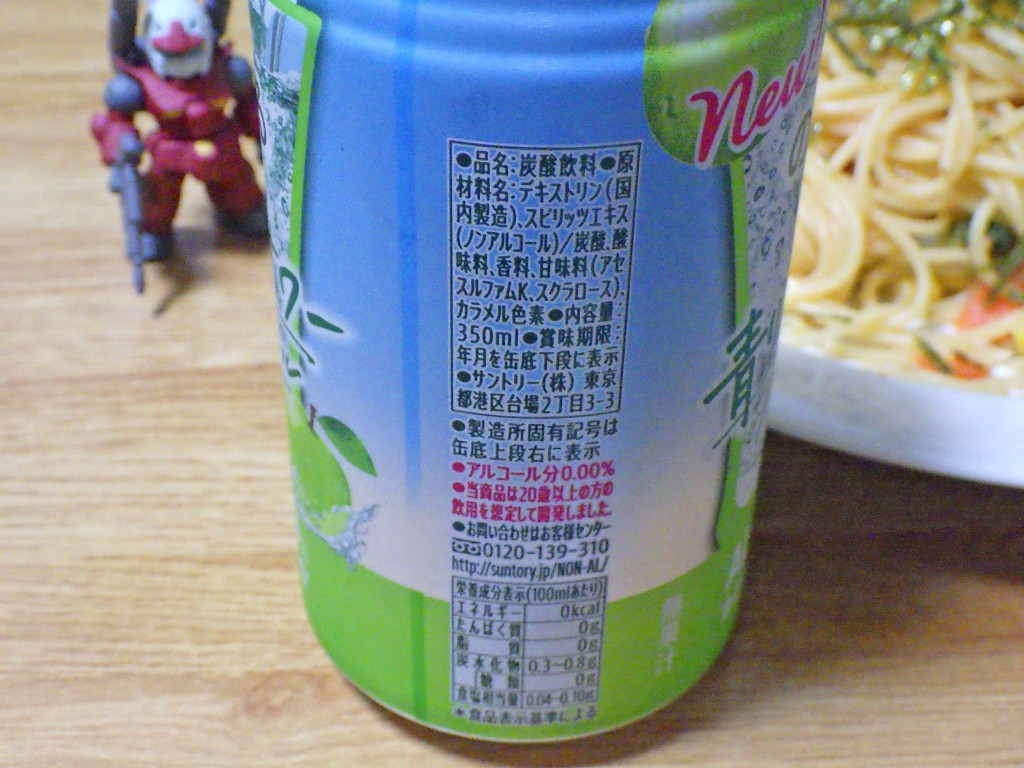 New!
●品名:炭酸飲料●原
材料名:デキストリン(国
内製造)、スピリッツエキス
(ノンアルコール)/炭酸、酸
味料、香料、甘味料(アセ
スルファムK、スクラロース)、
カラメル色素●内容量:
350ml●賞味期限:
年月を缶底下段に表示
●サントリー(株) 東京
都港区台場2丁目3-3
●製造所固有記号は
缶底上段右に表示
●アルコール分0.00%
●当商品は20歳以上の方の
飲用を想定して開発しました。
●お問い合わせはお客様センター
0120-139-310
http://suntory.jp/NON-AL/
栄養成分表示(100mlあたり)
エネルギー 0kcal
たんぱく質 0g
脂質 0g
炭水化物 0.3~0.8g
糖類 0g
食塩相当量 0.04~0.10g
*食品表示基準による
青
無果汁